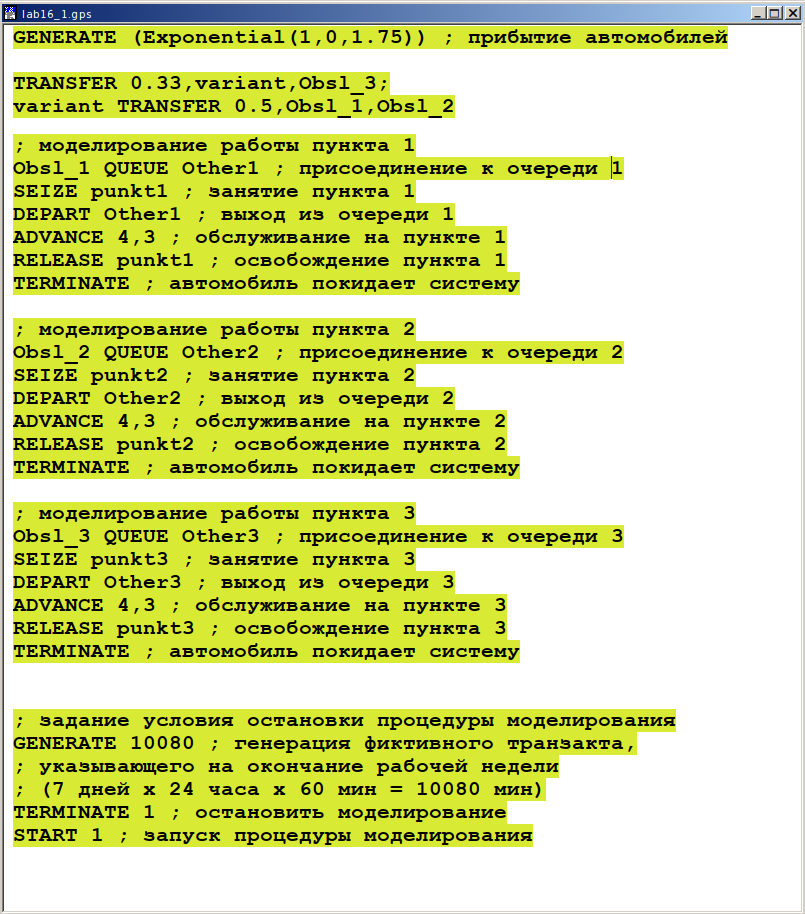 lab16_1.gps
GENERATE (Exponential(1,0,1.75)) ; прибытие автомобилей
TRANSFER 0.33,variant,Obsl_3;
variant TRANSFER 0.5,Obsl_1,Obsl_2
; моделирование работы пункта 1
Obsl_1 QUEUE Other1 ; присоединение к очереди 1
SEIZE punkt1 ; занятие пункта 1
DEPART Other1 ; выход из очереди 1
ADVANCE 4,3 ; обслуживание на пункте 1
RELEASE punkt1 ; освобождение пункта 1
TERMINATE ; автомобиль покидает систему
; моделирование работы пункта 2
Obsl_2 QUEUE Other2 ; присоединение к очереди 2
SEIZE punkt2 ; занятие пункта 2
DEPART Other2 ; выход из очереди 2
ADVANCE 4,3 ; обслуживание на пункте 2
RELEASE punkt2 ; освобождение пункта 2
TERMINATE ; автомобиль покидает систему
; моделирование работы пункта 3
Obsl_3 QUEUE Other3 ; присоединение к очереди 3
SEIZE punkt3 ; занятие пункта 3
DEPART Other3 ; выход из очереди 3
ADVANCE 4,3 ; обслуживание на пункте 3
RELEASE punkt3 ; освобождение пункта 3
TERMINATE ; автомобиль покидает систему
; задание условия остановки процедуры моделирования
GENERATE 10080 ; генерация фиктивного транзакта,
; указывающего на окончание рабочей недели
; (7 дней х 24 часа х 60 мин = 10080 мин)
TERMINATE 1 ; остановить моделирование
START 1 ; запуск процедуры моделирования